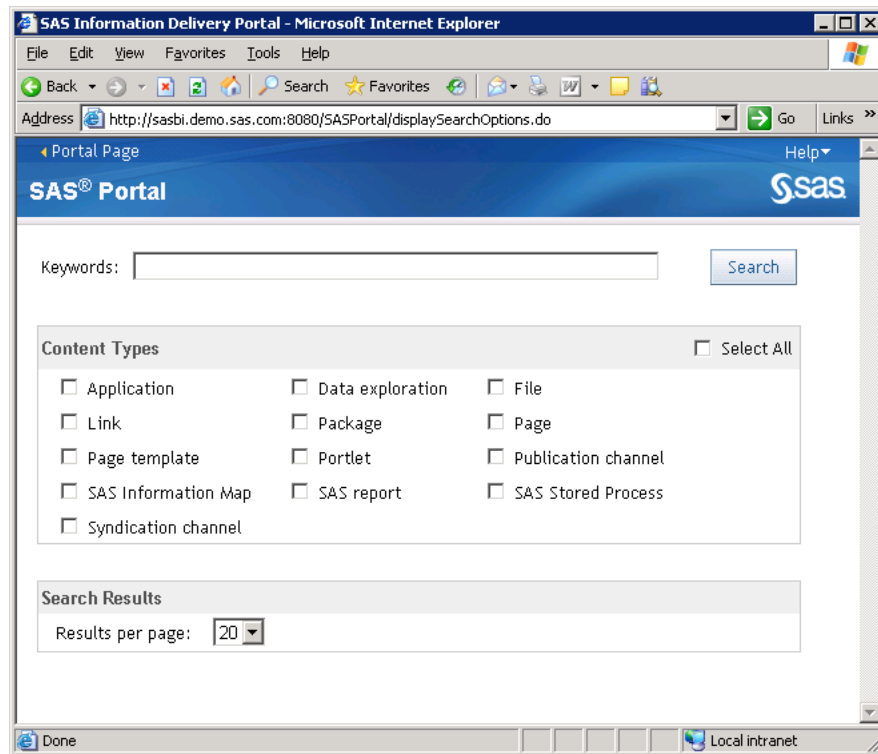 SAS Information Delivery Portal - Microsoft Internet Explorer
File Edit View Favorites Tools Help
Back Search Favorites W
Address http://sasbi.demo.sas.com:8080/SASPortal/displaySearchOptions.do Go Links »
Portal Page Help
SAS® Portal sas
Keywords: Search
Content Types Select All
Application Data exploration File
Link Package Page
Page template Portlet Publication channel
SAS Information Map SAS report SAS Stored Process
Syndication channel
Search Results
Results per page: 20
Done Local intranet